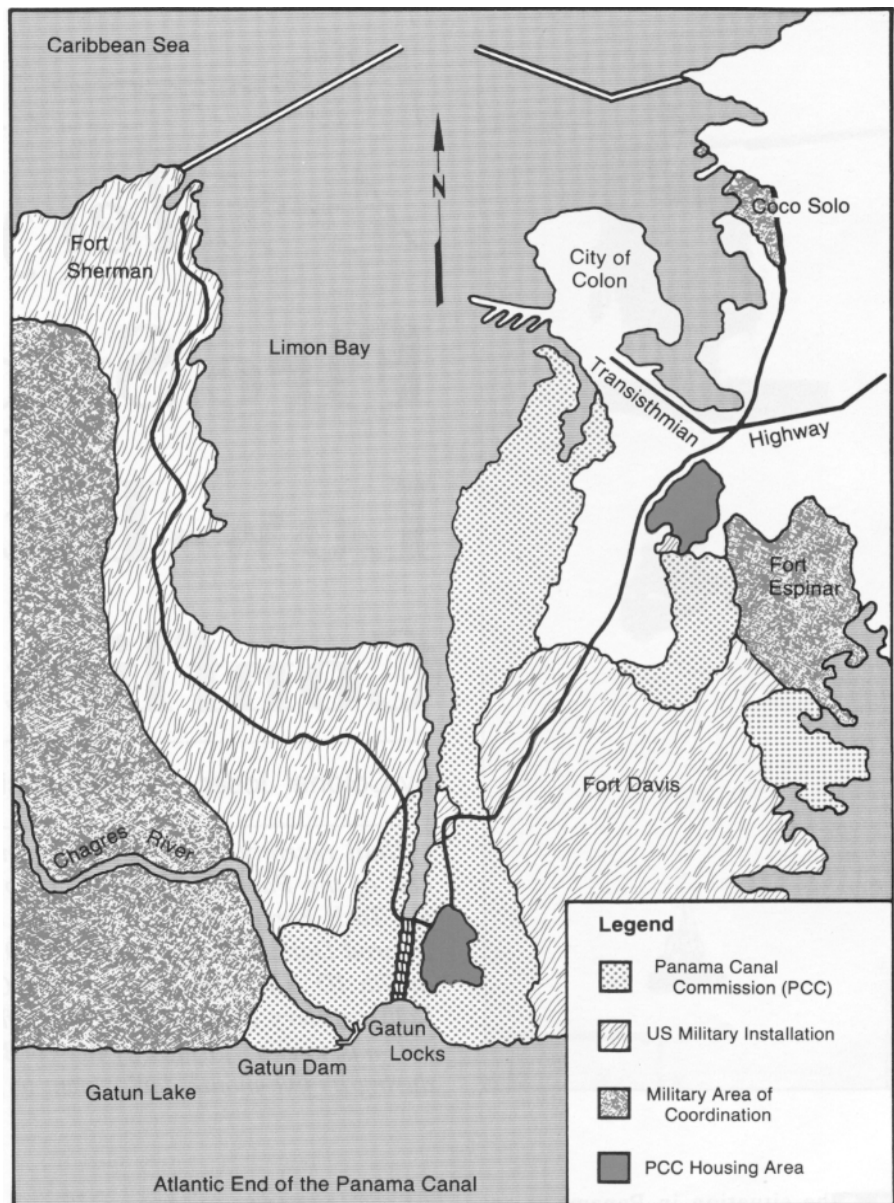 Caribbean Sea
N
Fort
Sherman
Limon Bay
City of
Colon
Coco Solo
Transisthmian
Highway
Fort
Espinar
Fort Davis
Chagres River
Gatun
Locks
Gatun Dam
Gatun Lake
Atlantic End of the Panama Canal
Legend
Panama Canal
Commission (PCC)
US Military Installation
Military Area of
Coordination
PCC Housing Area